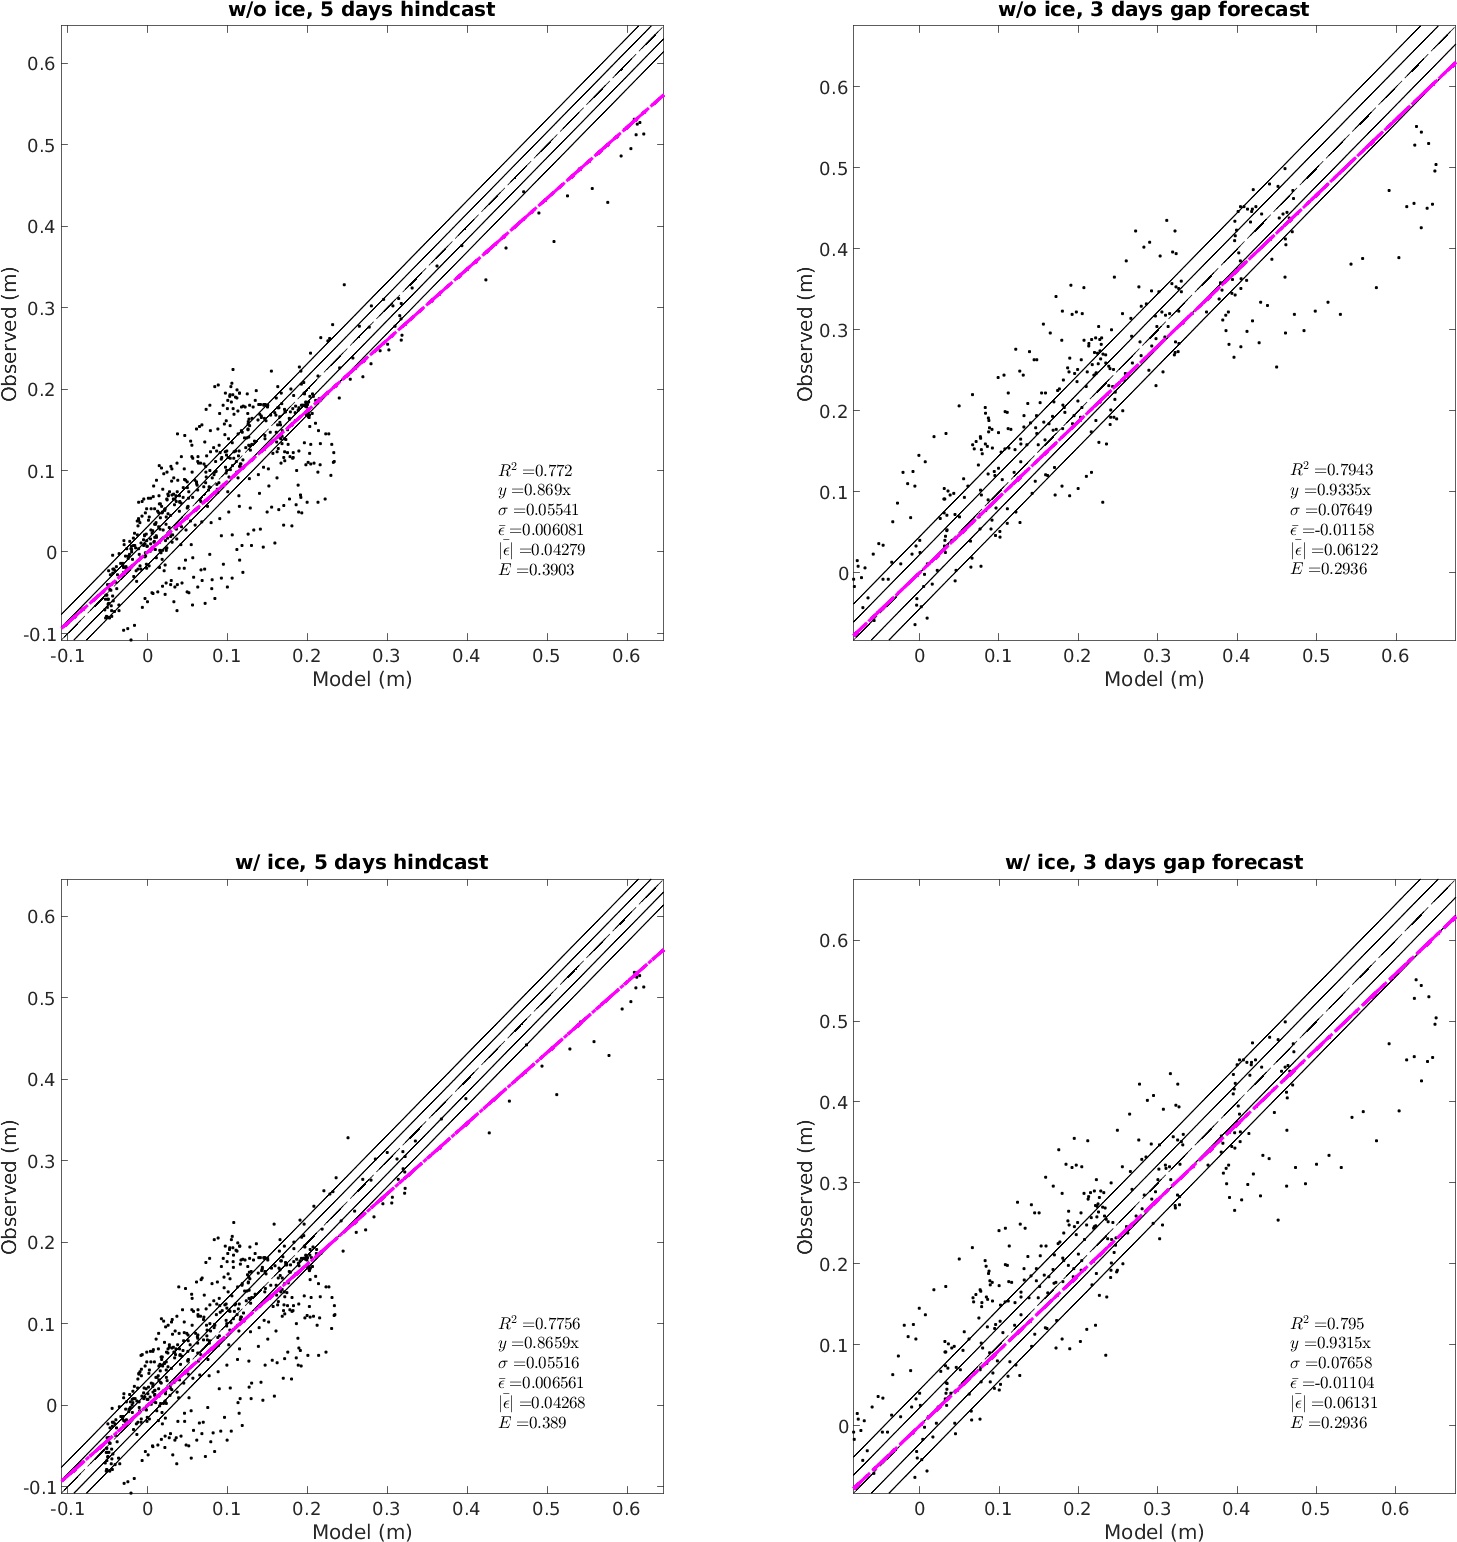 w/o ice, 5 days hindcast
Observed (m)
0.6
0.5
0.4
0.3
0.2
0.1
0
-0.1
-0.1 0 0.1 0.2 0.3 0.4 0.5 0.6
Model (m)
R² =0.772
y =0.869x
σ =0.05541
ε̄ =0.006081
|ε̄| =0.04279
E =0.3903
w/o ice, 3 days gap forecast
Observed (m)
0.6
0.5
0.4
0.3
0.2
0.1
0
0 0.1 0.2 0.3 0.4 0.5 0.6
Model (m)
R² =0.7943
y =0.9335x
σ =0.07649
ε̄ =-0.01158
|ε̄| =0.06122
E =0.2936
w/ ice, 5 days hindcast
Observed (m)
0.6
0.5
0.4
0.3
0.2
0.1
0
-0.1
-0.1 0 0.1 0.2 0.3 0.4 0.5 0.6
Model (m)
R² =0.7756
y =0.8659x
σ =0.05516
ε̄ =0.006561
|ε̄| =0.04268
E =0.389
w/ ice, 3 days gap forecast
Observed (m)
0.6
0.5
0.4
0.3
0.2
0.1
0
0 0.1 0.2 0.3 0.4 0.5 0.6
Model (m)
R² =0.795
y =0.9315x
σ =0.07658
ε̄ =-0.01104
|ε̄| =0.06131
E =0.2936